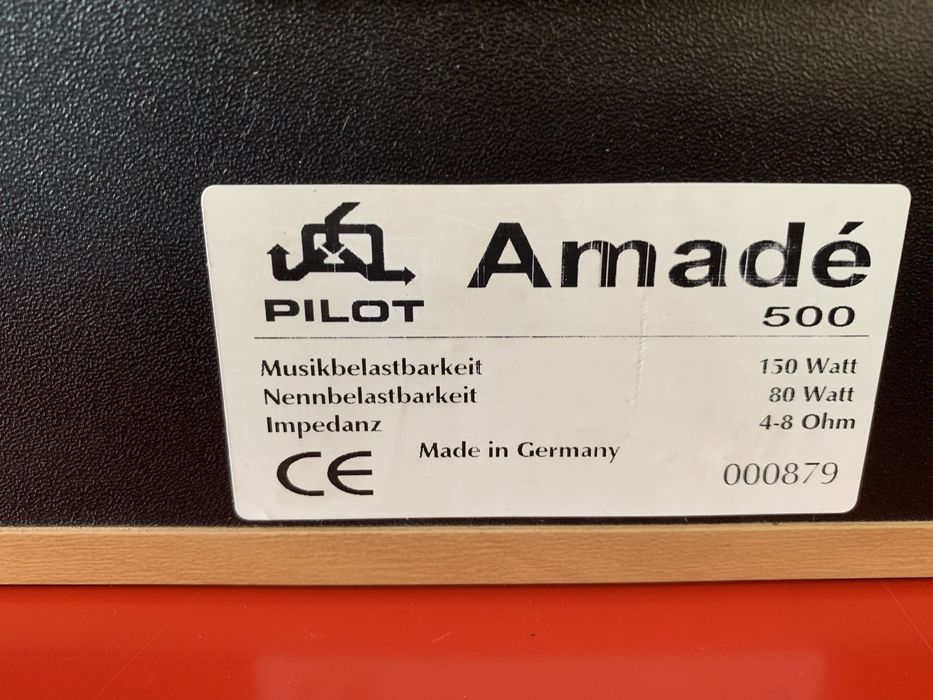 PILOT
Amadé
500
Musikbelastbarkeit 150 Watt
Nennbelastbarkeit 80 Watt
Impedanz 4-8 Ohm
Made in Germany
CE
000879